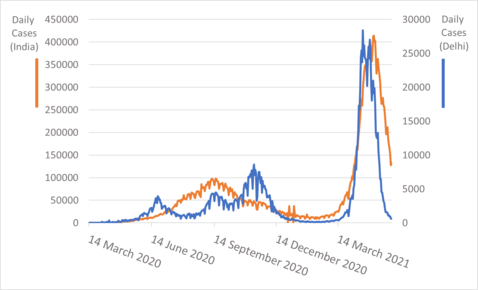 Daily
Cases
(India)
450000
400000
350000
300000
250000
200000
150000
100000
50000
0
30000
25000
20000
15000
10000
5000
0
Daily
Cases
(Delhi)
14 March 2020
14 June 2020
14 September 2020
14 December 2020
14 March 2021